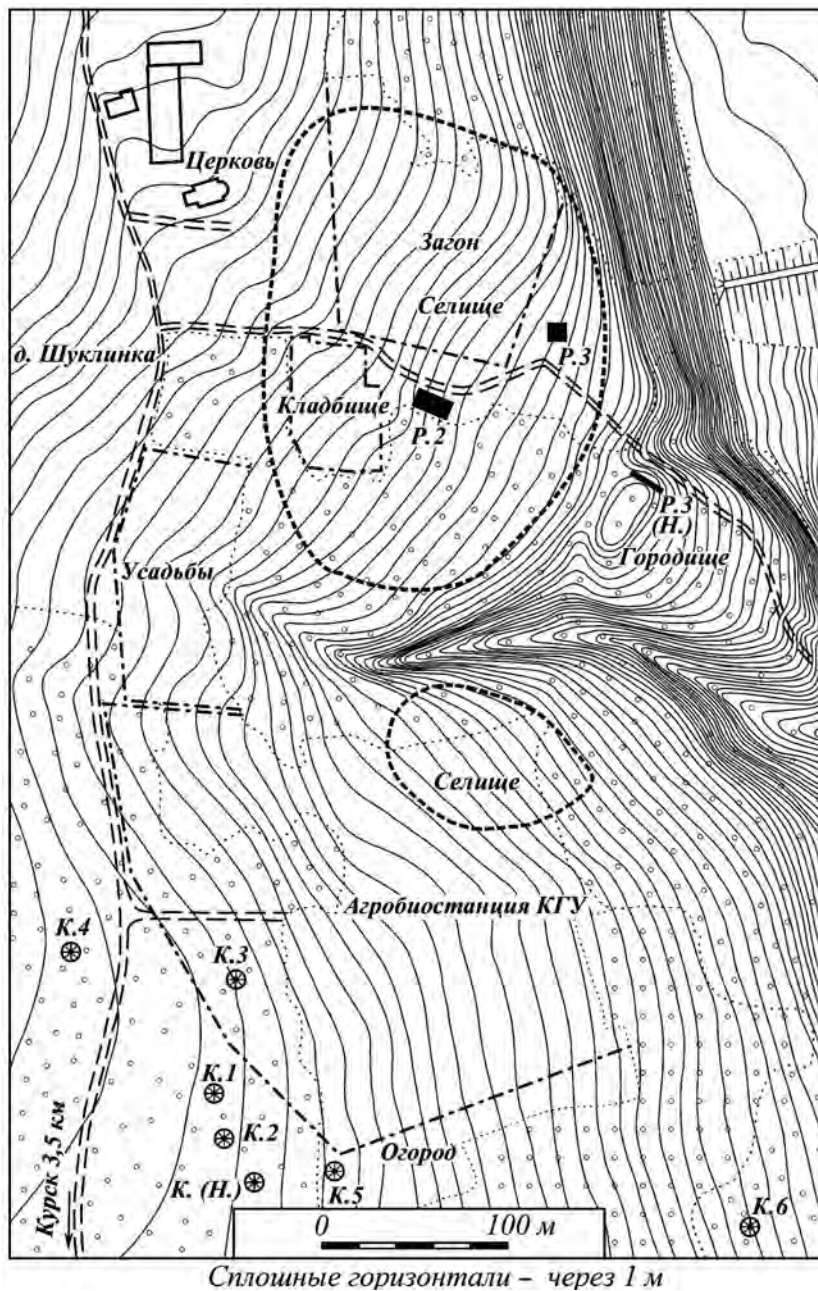 Церковь
Загон
Селище
д. Шуклинка
Р.3
Кладбище
Р.2
Р.3
(Н.)
Городище
Усадьбы
Селище
Агробиостанция КГУ
К.4
К.3
К.1
К.2
Огород
К. (Н.)
К.5
К.6
Курск 3,5 км
0 100 м
Сплошные горизонтали – через 1 м